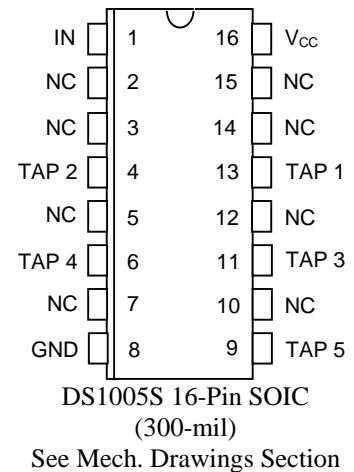 IN 1 16 VCC
NC 2 15 NC
NC 3 14 NC
TAP 2 4 13 TAP 1
NC 5 12 NC
TAP 4 6 11 TAP 3
NC 7 10 NC
GND 8 9 TAP 5
DS1005S 16-Pin SOIC
(300-mil)
See Mech. Drawings Section